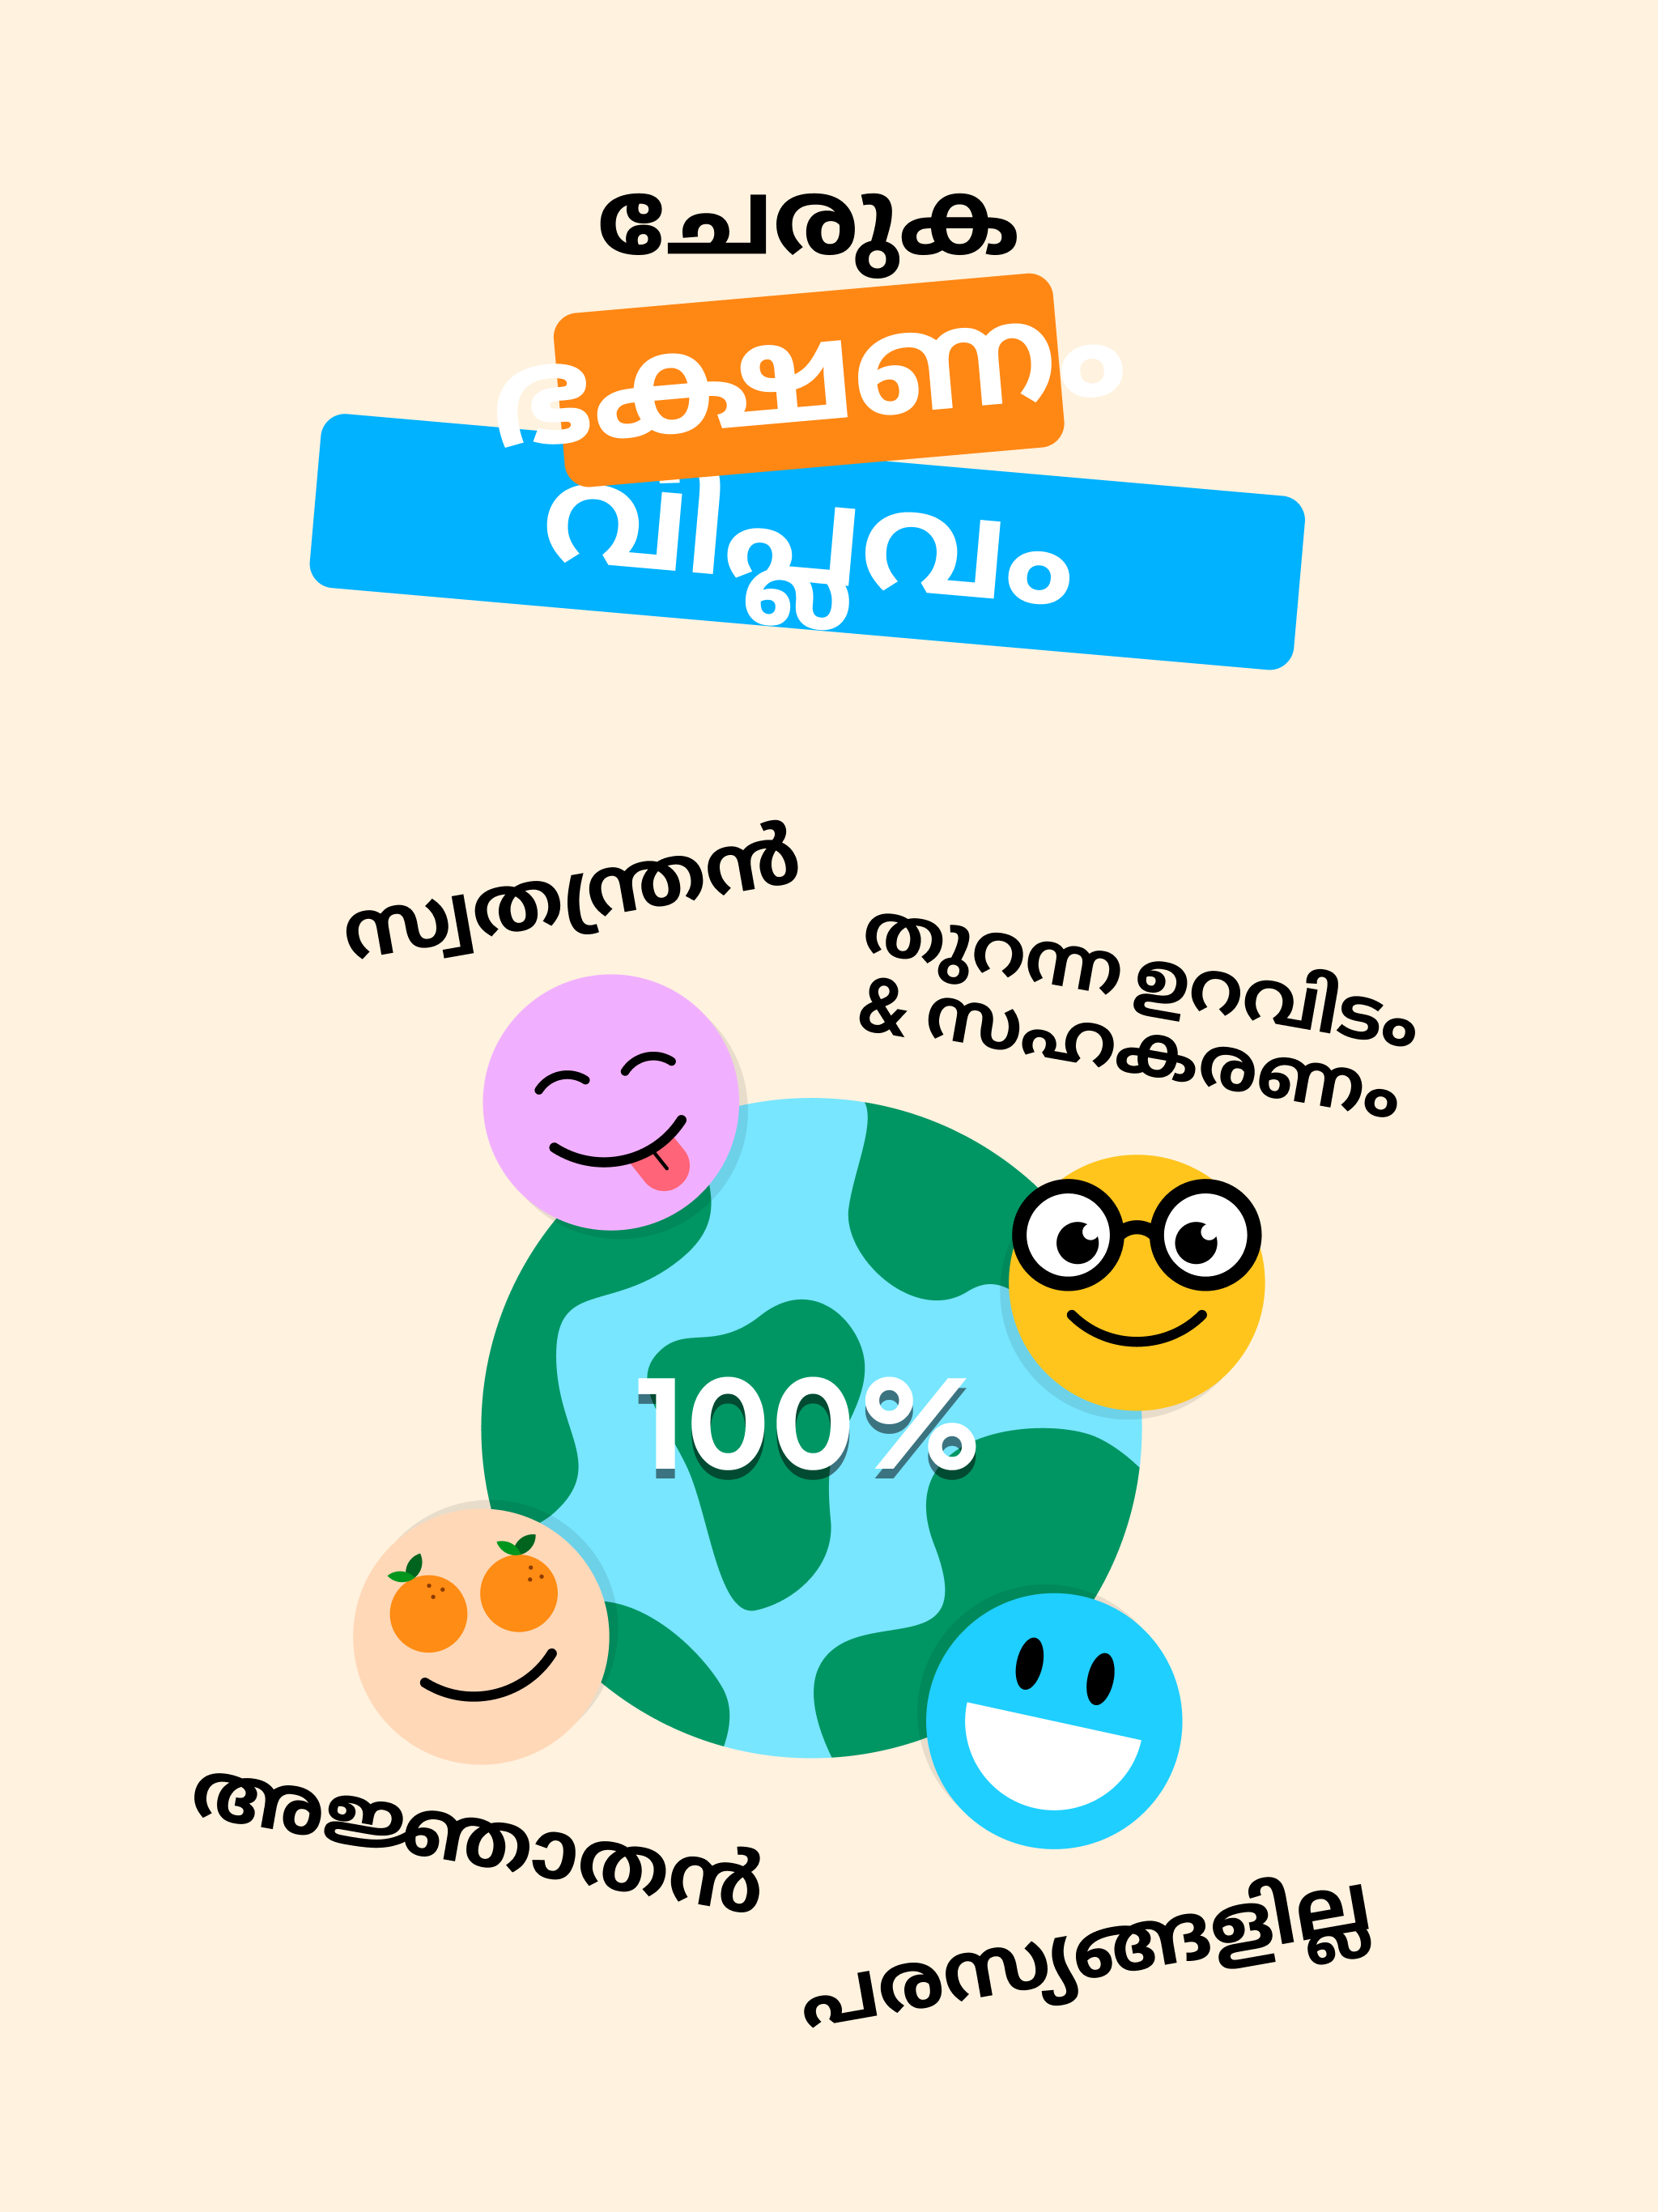 ചേരുക
ഭക്ഷണം
വിപ്ലവം
സ്വതന്ത്രൻ
തുറന്ന ഉറവിടം
& സഹകരണം
100%
അജ്ഞാതൻ
പരസ്യങ്ങളില്ല